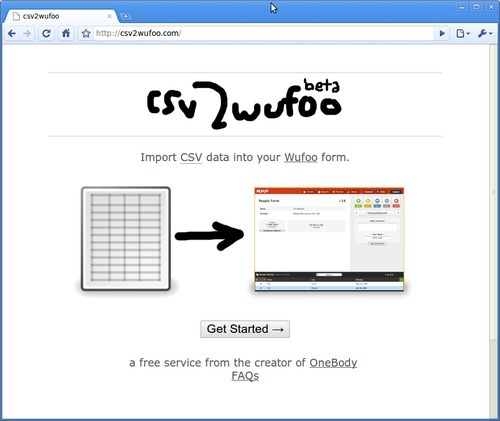 csv2wufoo
http://csv2wufoo.com/
csv2wufoo beta
Import CSV data into your Wufoo form.
WUFOO
People Form
Get Started →
a free service from the creator of OneBody
FAQs